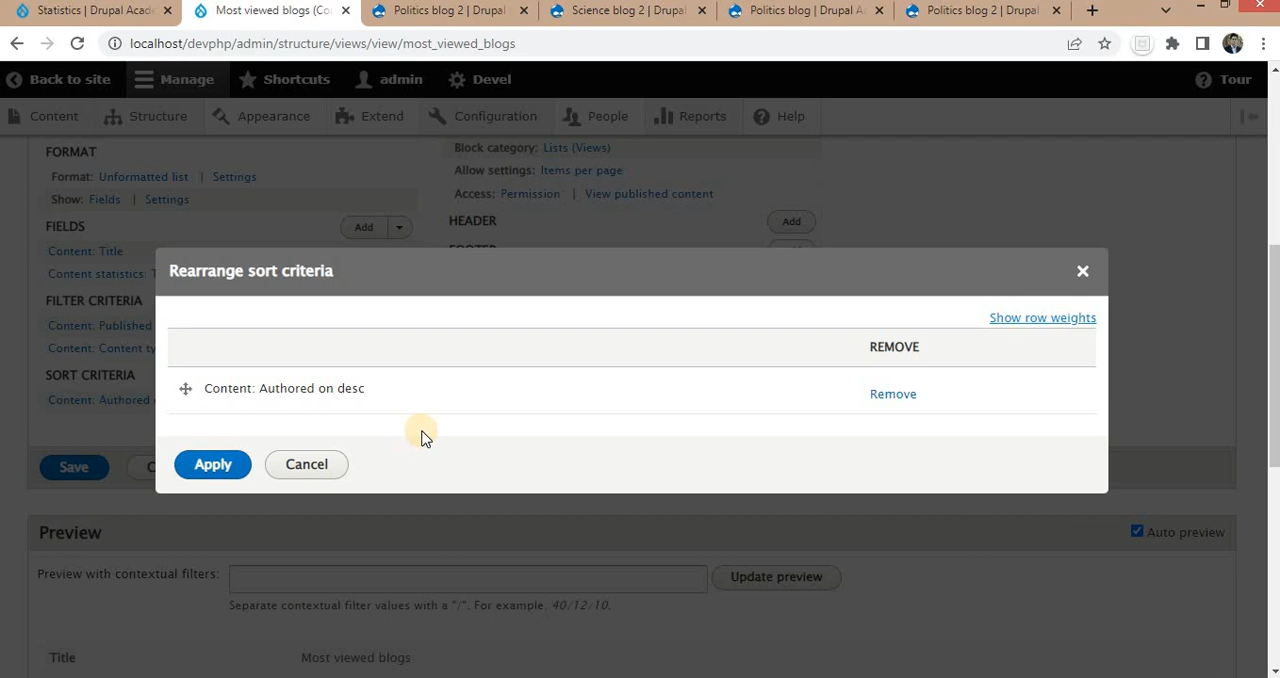 Statistics | Drupal Acade
Most viewed blogs (Co
Politics blog 2 | Drupal
Science blog 2 | Drupal
Politics blog | Drupal A
Politics blog 2 | Drupal
localhost/devphp/admin/structure/views/view/most_viewed_blogs
Back to site Manage Shortcuts admin Devel Tour
Content Structure Appearance Extend Configuration People Reports Help
FORMAT
Format: Unformatted list | Settings
Show: Fields | Settings
FIELDS Add
Content: Title
Content statistics:
FILTER CRITERIA
Content: Published
Content: Content ty
SORT CRITERIA
Content: Authored
Block category: Lists (Views)
Allow settings: Items per page
Access: Permission | View published content
HEADER Add
FOOTER
Rearrange sort criteria
Show row weights
REMOVE
Content: Authored on desc Remove
Apply Cancel
Save C
Preview
Auto preview
Preview with contextual filters: Update preview
Separate contextual filter values with a "/". For example, 40/12/10.
Title Most viewed blogs